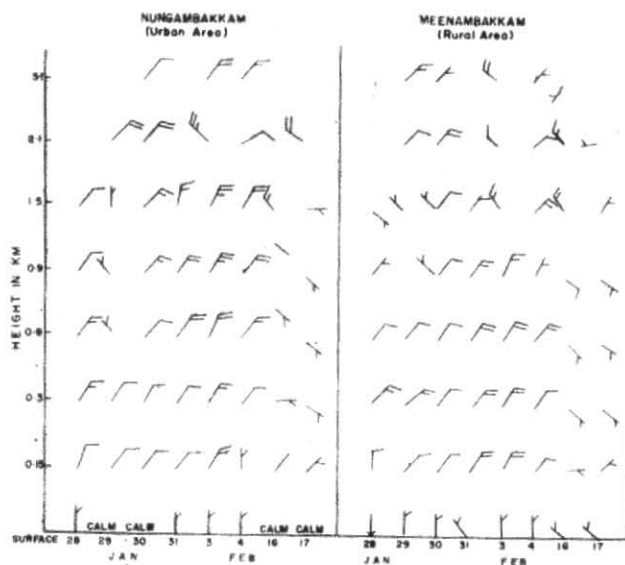 NUNGAMBAKKAM
(Urban Area)
MEENAMBAKKAM
(Rural Area)
HEIGHT IN KM
2·1
1·5
0·9
0·3
0·15
SURFACE
CALM CALM CALM CALM
28 29 30 31 3 4 16 17
JAN FEB
28 29 30 31 3 4 16 17
JAN FEB